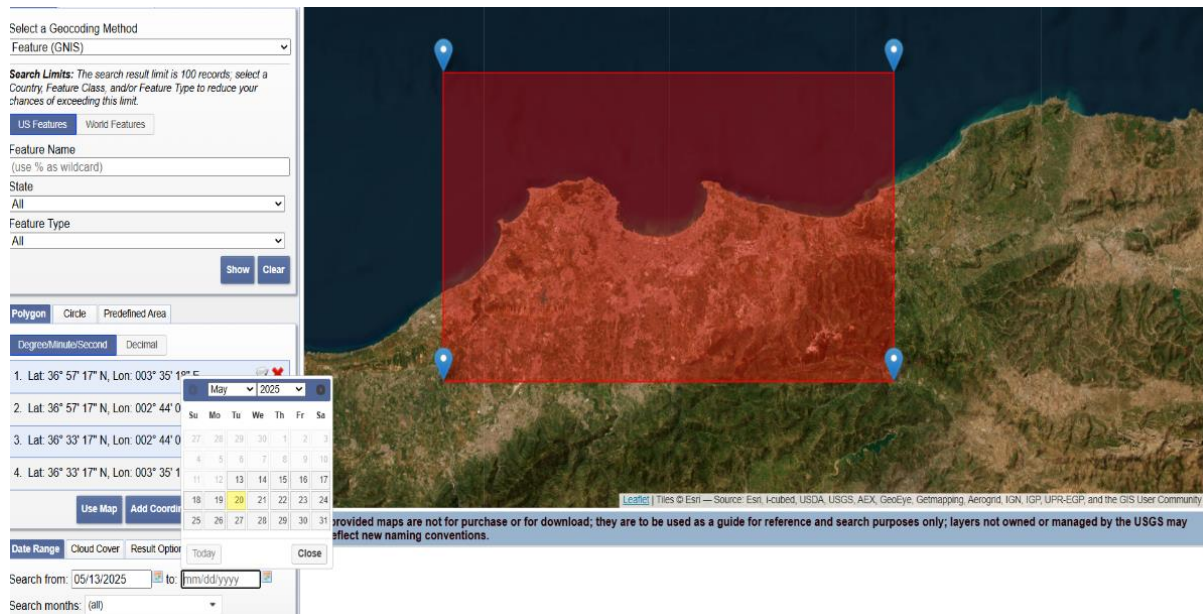 Select a Geocoding Method
Feature (GNIS)
Search Limits: The search result limit is 100 records; select a
Country, Feature Class, and/or Feature Type to reduce your
chances of exceeding this limit.
US Features World Features
Feature Name
(use % as wildcard)
State
All
Feature Type
All
Show Clear
Polygon Circle Predefined Area
Degree/Minute/Second Decimal
1. Lat: 36° 57' 17" N, Lon: 003° 35' 18" E
2. Lat: 36° 57' 17" N, Lon: 002° 44' 0
3. Lat: 36° 33' 17" N, Lon: 002° 44' 0
4. Lat: 36° 33' 17" N, Lon: 003° 35' 1
Use Map Add Coordin
Date Range Cloud Cover Result Option
Search from: 05/13/2025 to: mm/dd/yyyy
Search months: (all)
May 2025
Su Mo Tu We Th Fr Sa
27 28 29 30 1 2 3
4 5 6 7 8 9 10
11 12 13 14 15 16 17
18 19 20 21 22 23 24
25 26 27 28 29 30 31
Today Close
Leaflet | Tiles © Esri — Source: Esri, i-cubed, USDA, USGS, AEX, GeoEye, Getmapping, Aerogrid, IGN, IGP, UPR-EGP, and the GIS User Community
provided maps are not for purchase or for download; they are to be used as a guide for reference and search purposes only; layers not owned or managed by the USGS may
eflect new naming conventions.